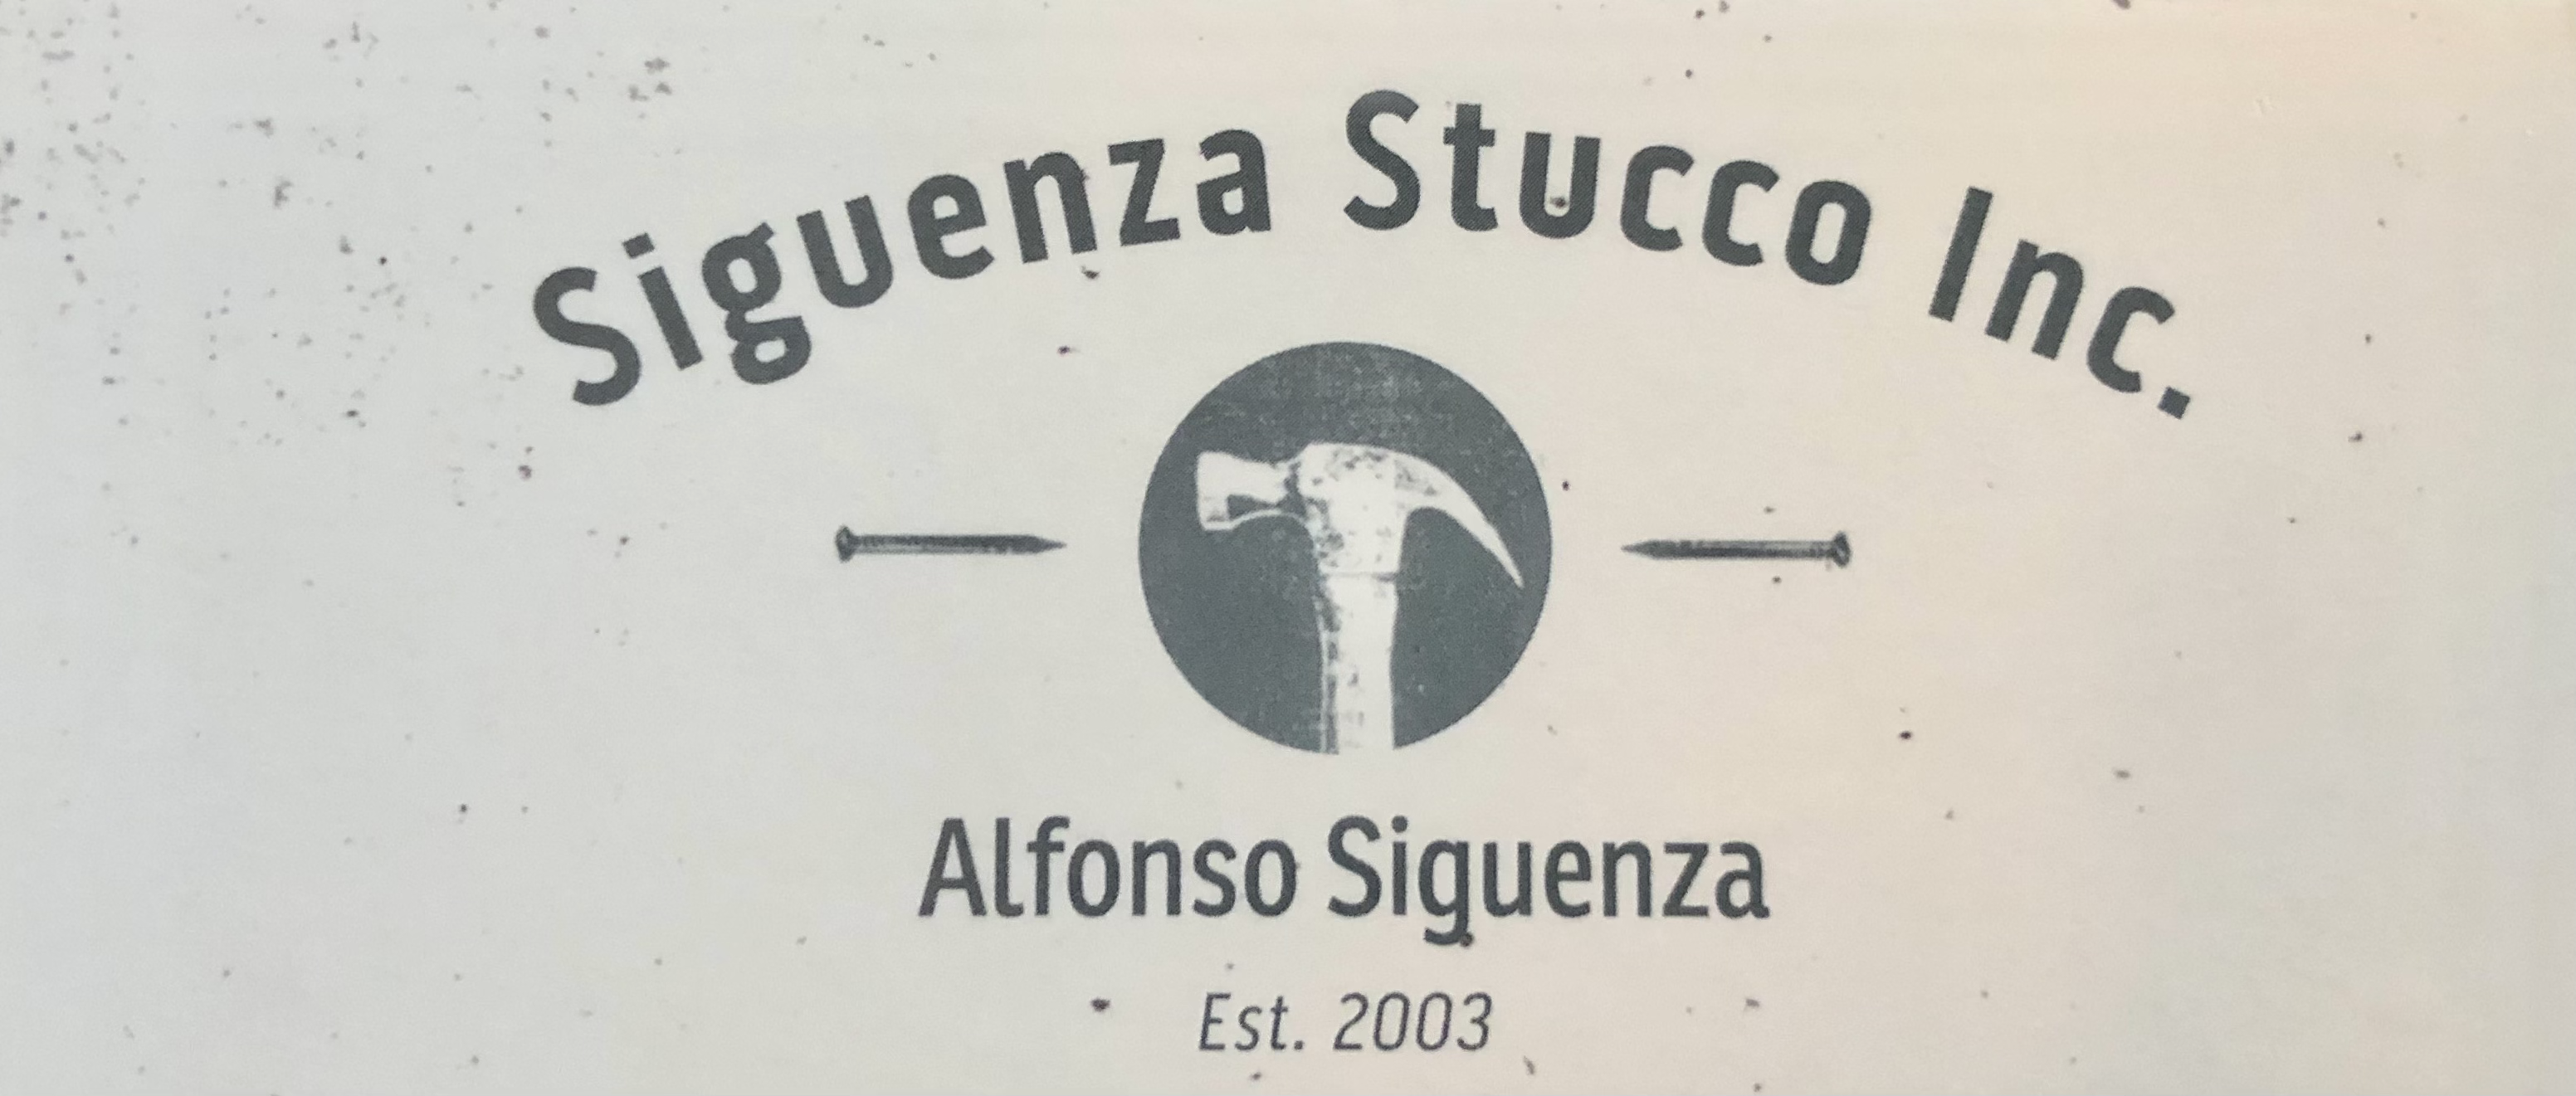 Siguenza Stucco Inc.
Alfonso Siguenza
Est. 2003